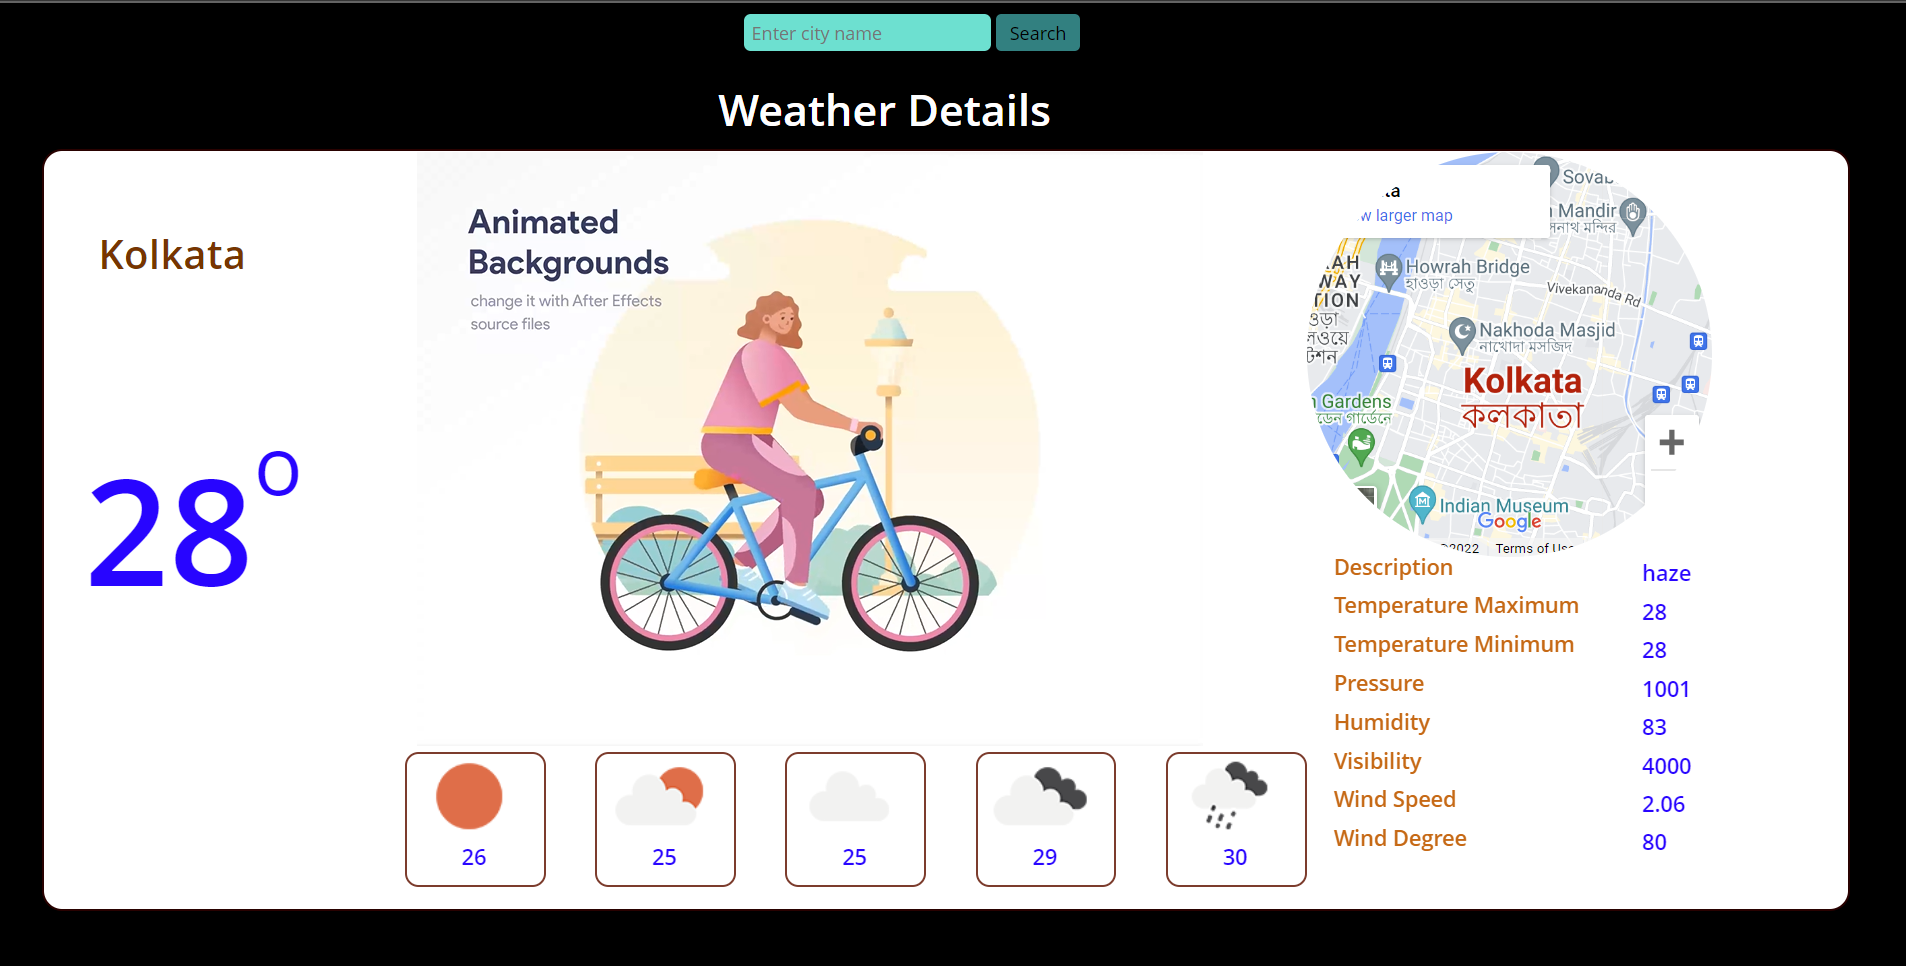 Enter city name
Search
Weather Details
Kolkata
28°
Animated
Backgrounds
change it with After Effects
source files
larger map
Mandir
Howrah Bridge
হাওড়া সেতু
Vivekananda Rd
Nakhoda Masjid
নাখোদা মসজিদ
Kolkata
কলকাতা
Gardens
Indian Museum
Google
©2022
Terms of Use
Description
haze
Temperature Maximum
28
Temperature Minimum
28
Pressure
1001
Humidity
83
Visibility
4000
Wind Speed
2.06
Wind Degree
80
26
25
25
29
30